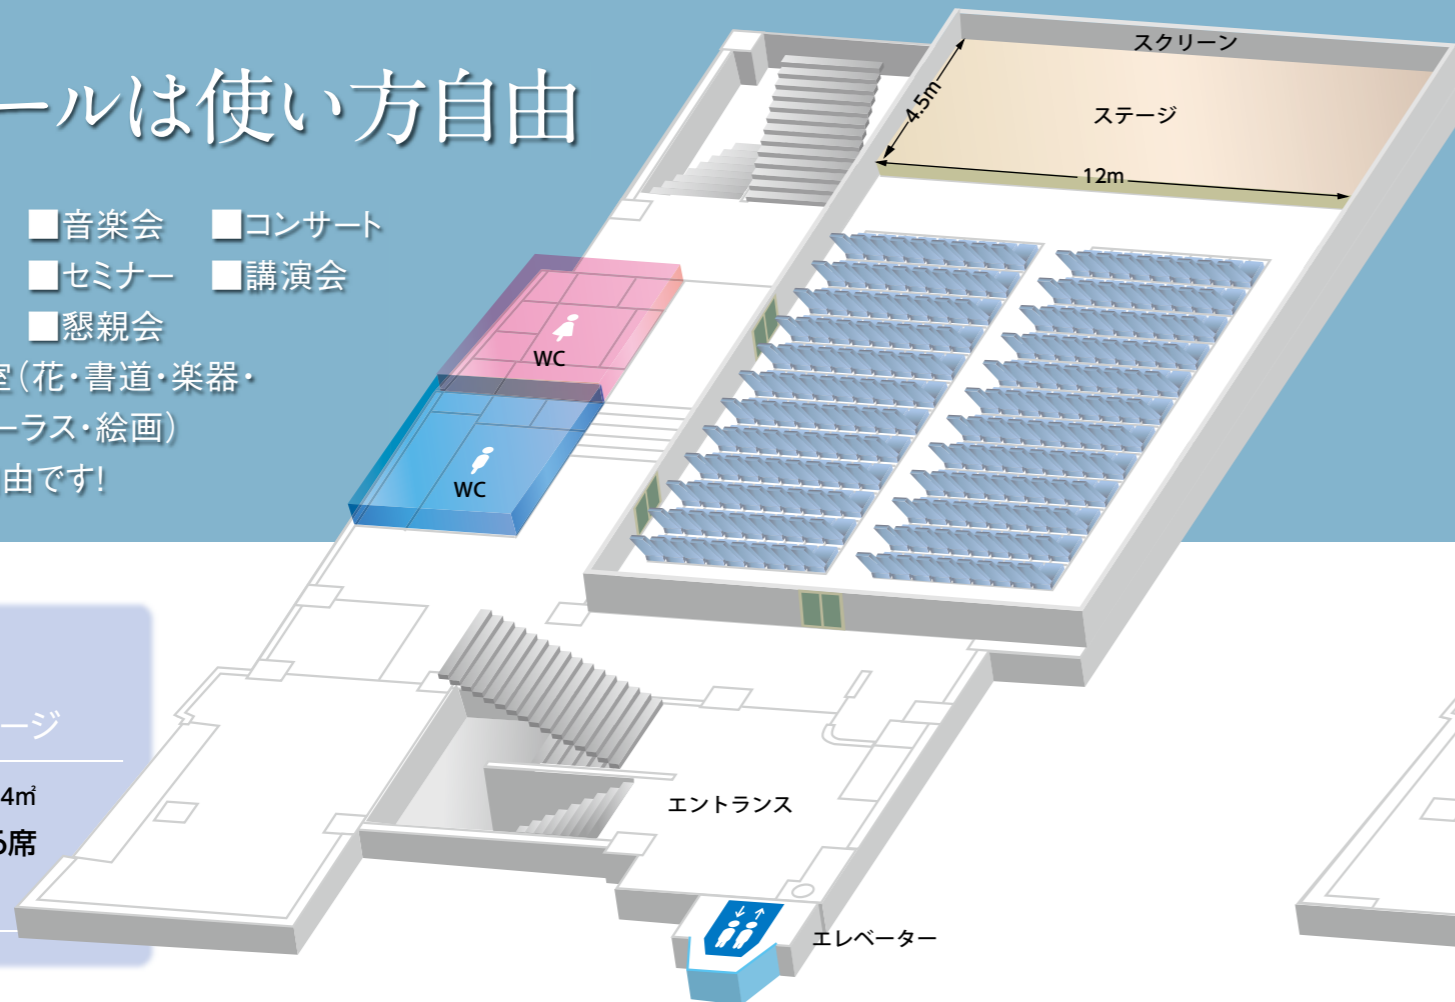 ールは使い方自由
■音楽会 ■コンサート
■セミナー ■講演会
■懇親会
室（花・書道・楽器・
ーラス・絵画）
由です!
スクリーン
4.5m
ステージ
12m
WC
WC
ージ
4㎡
席
エントランス
エレベーター